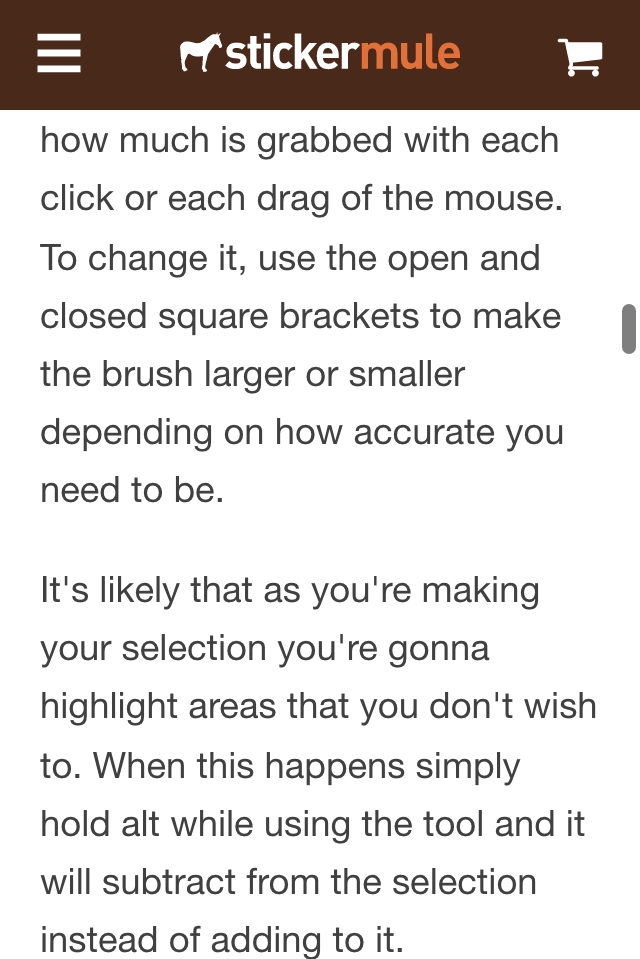 stickermule
how much is grabbed with each
click or each drag of the mouse.
To change it, use the open and
closed square brackets to make
the brush larger or smaller
depending on how accurate you
need to be.
It's likely that as you're making
your selection you're gonna
highlight areas that you don't wish
to. When this happens simply
hold alt while using the tool and it
will subtract from the selection
instead of adding to it.